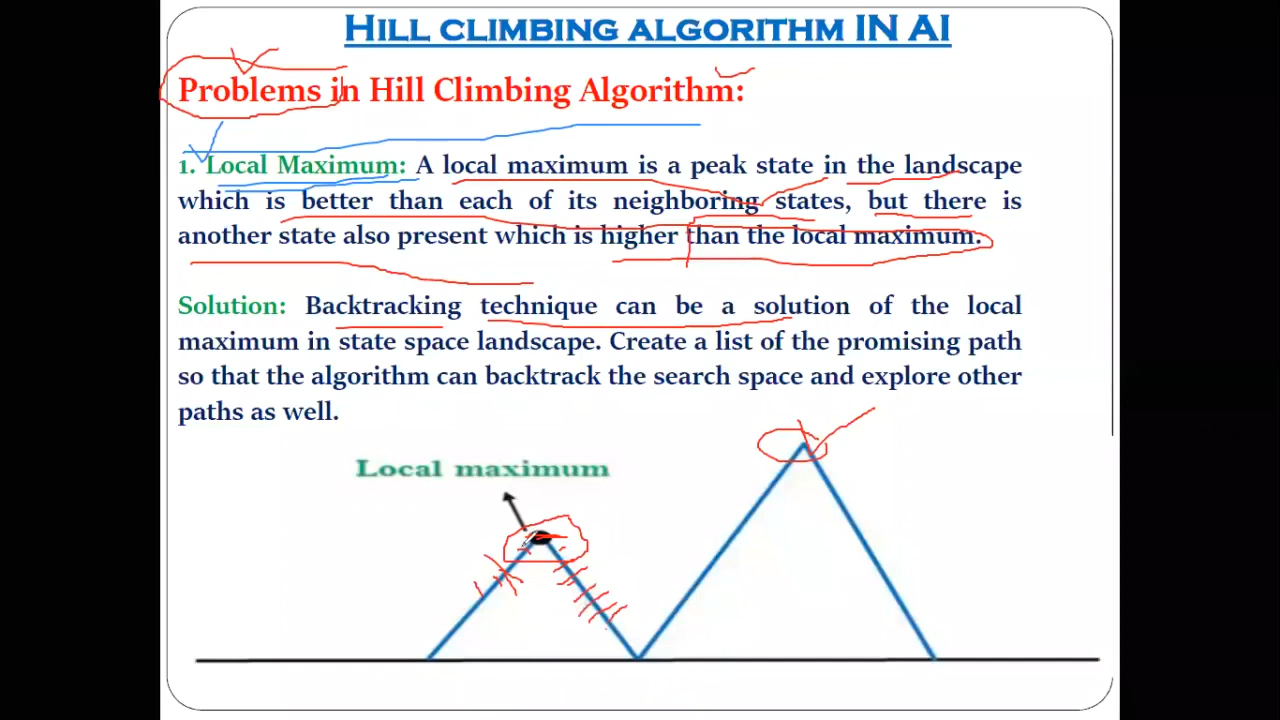 HILL CLIMBING ALGORITHM IN AI
Problems in Hill Climbing Algorithm:
1. Local Maximum: A local maximum is a peak state in the landscape
which is better than each of its neighboring states, but there is
another state also present which is higher than the local maximum.
Solution: Backtracking technique can be a solution of the local
maximum in state space landscape. Create a list of the promising path
so that the algorithm can backtrack the search space and explore other
paths as well.
Local maximum